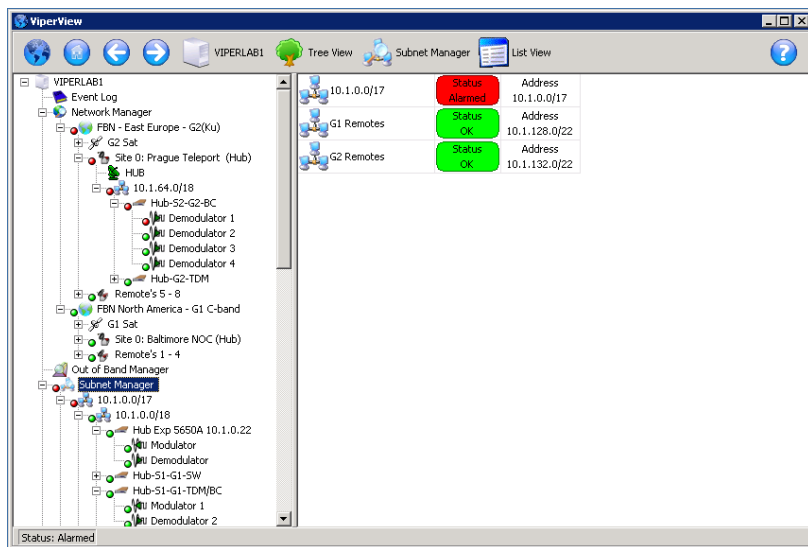 ViperView
VIPERLAB1 Tree View Subnet Manager List View
VIPERLAB1
Event Log
Network Manager
FBN - East Europe - G2(Ku)
G2 Sat
Site 0: Prague Teleport (Hub)
HUB
10.1.64.0/18
Hub-S2-G2-BC
Demodulator 1
Demodulator 2
Demodulator 3
Demodulator 4
Hub-G2-TDM
Remote's 5 - 8
FBN North America - G1 C-band
G1 Sat
Site 0: Baltimore NOC (Hub)
Remote's 1 - 4
Out of Band Manager
Subnet Manager
10.1.0.0/17
10.1.0.0/18
Hub Exp 5650A 10.1.0.22
Modulator
Demodulator
Hub-S1-G1-SW
Hub-S1-G1-TDM/BC
Modulator 1
Demodulator 2
10.1.0.0/17
Status
Alarmed
Address
10.1.0.0/17
G1 Remotes
Status
OK
Address
10.1.128.0/22
G2 Remotes
Status
OK
Address
10.1.132.0/22
Status: Alarmed